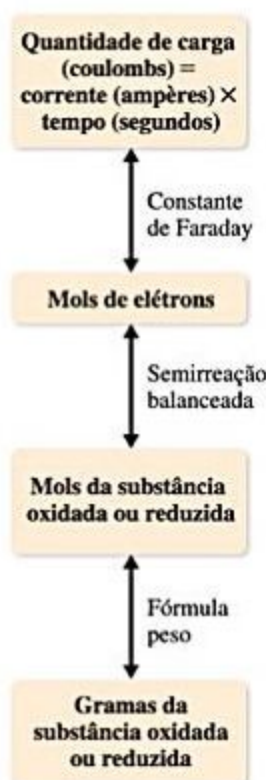 Quantidade de carga
(coulombs) =
corrente (ampères) ×
tempo (segundos)
Constante
de Faraday
Mols de elétrons
Semirreação
balanceada
Mols da substância
oxidada ou reduzida
Fórmula
peso
Gramas da
substância oxidada
ou reduzida